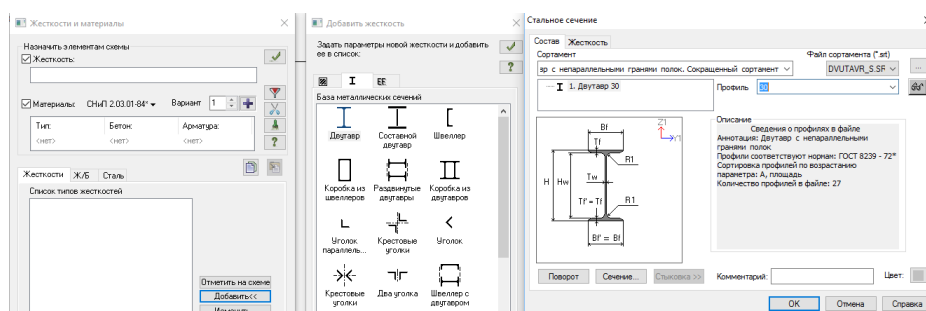 Жесткости и материалы
Назначить элементам схемы
Жесткость:
Материалы: СНиП 2.03.01-84* Вариант 1
Тип: Бетон: Арматура:
<нет> <нет> <нет>
Жесткости Ж/Б Сталь
Список типов жесткостей
Отметить на схеме
Добавить<<
Изменить
Добавить жесткость
Задать параметры новой жесткости и добавить
ее в список:
База металлических сечений
Двутавр Составной двутавр Швеллер
Коробка из швеллеров Раздвинутые двутавры Коробка из двутавров
Уголок параллель... Крестовые уголки Уголок
Крестовые уголки Два уголка Швеллер с двутавром
Стальное сечение
Состав Жесткость
Сортамент Файл сортамента (*.srt)
зр с непараллельными гранями полок. Сокращенный сортамент DVUTAVR_S.SF ...
1. Двутавр 30 Профиль 30
Bf
Tf
R1
H Hw Tw
Tf' = Tf R1
Bf' = Bf
Z1
Y1
Описание
Сведения о профилях в файле
Аннотация: Двутавр с непараллельными
гранями полок
Профили соответствуют нормам: ГОСТ 8239 - 72*
Сортировка профилей по возрастанию
параметра: A, площадь
Количество профилей в файле: 27
Поворот Сечение... Стыковка >> Комментарий: Цвет:
OK Отмена Справка